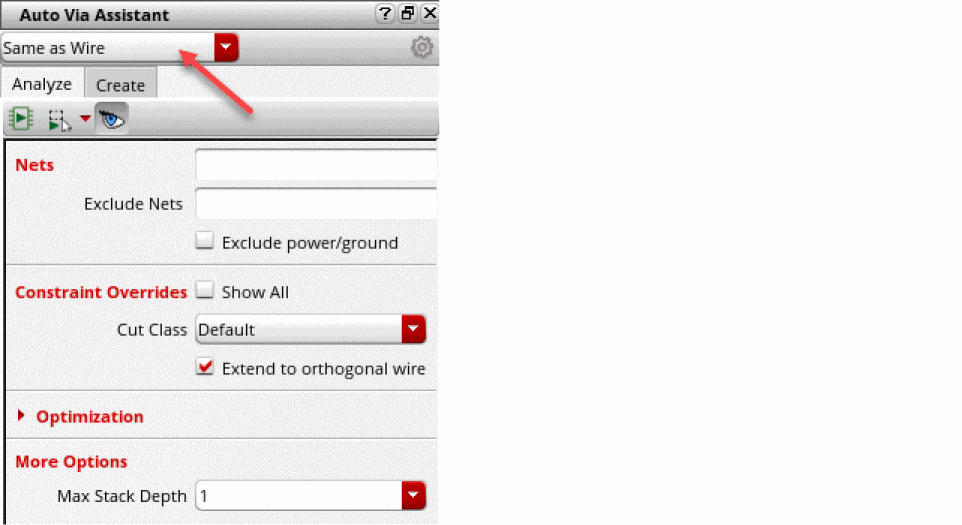 Auto Via Assistant
Same as Wire
Analyze Create
Nets
Exclude Nets
Exclude power/ground
Constraint Overrides Show All
Cut Class Default
Extend to orthogonal wire
Optimization
More Options
Max Stack Depth 1